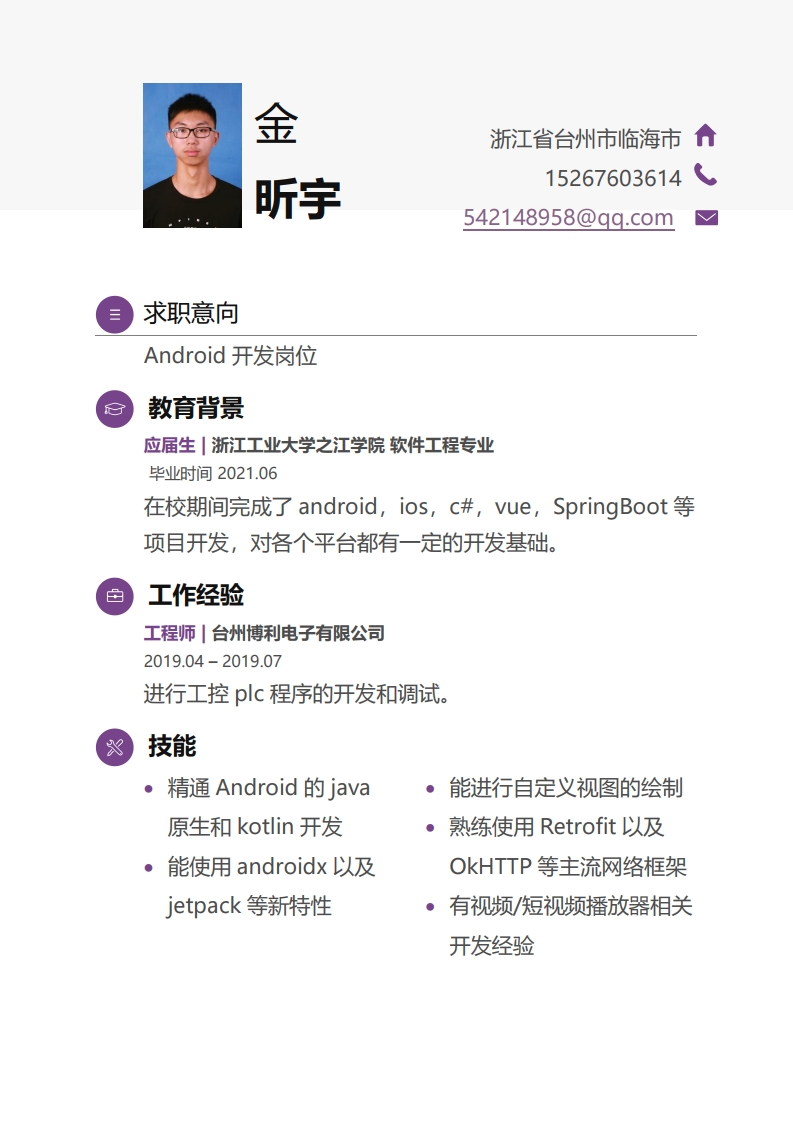 金
昕宇
浙江省台州市临海市
15267603614
542148958@qq.com
求职意向
Android 开发岗位
教育背景
应届生 | 浙江工业大学之江学院 软件工程专业
毕业时间 2021.06
在校期间完成了 android，ios，c#，vue，SpringBoot 等
项目开发，对各个平台都有一定的开发基础。
工作经验
工程师 | 台州博利电子有限公司
2019.04 – 2019.07
进行工控 plc 程序的开发和调试。
技能
• 精通 Android 的 java
原生和 kotlin 开发
• 能使用 androidx 以及
jetpack 等新特性
• 能进行自定义视图的绘制
• 熟练使用 Retrofit 以及
OkHTTP 等主流网络框架
• 有视频/短视频播放器相关
开发经验